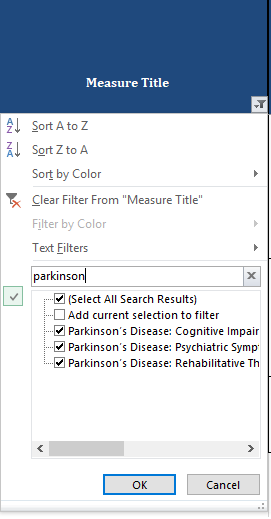 Measure Title
Sort A to Z
Sort Z to A
Sort by Color
Clear Filter From "Measure Title"
Filter by Color
Text Filters
parkinson
(Select All Search Results)
Add current selection to filter
Parkinson's Disease: Cognitive Impair
Parkinson's Disease: Psychiatric Symp
Parkinson's Disease: Rehabilitative Th
OK
Cancel